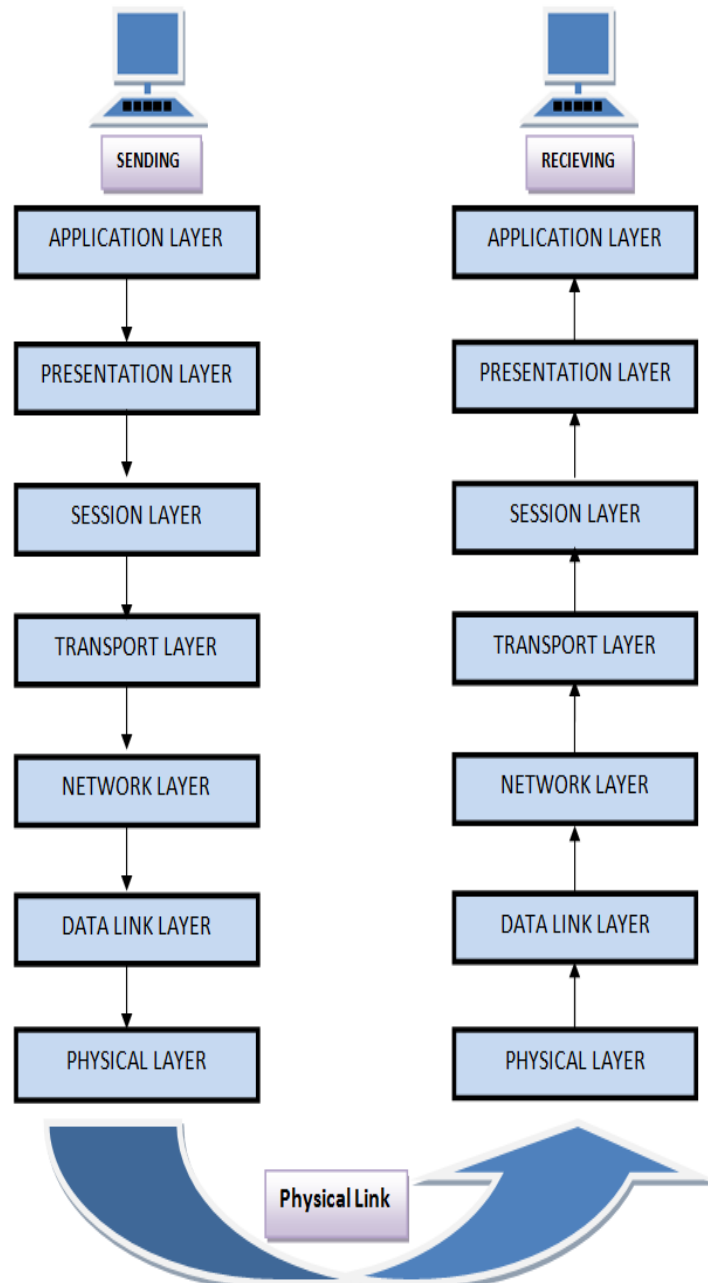 SENDING
RECIEVING
APPLICATION LAYER
APPLICATION LAYER
PRESENTATION LAYER
PRESENTATION LAYER
SESSION LAYER
SESSION LAYER
TRANSPORT LAYER
TRANSPORT LAYER
NETWORK LAYER
NETWORK LAYER
DATA LINK LAYER
DATA LINK LAYER
PHYSICAL LAYER
PHYSICAL LAYER
Physical Link